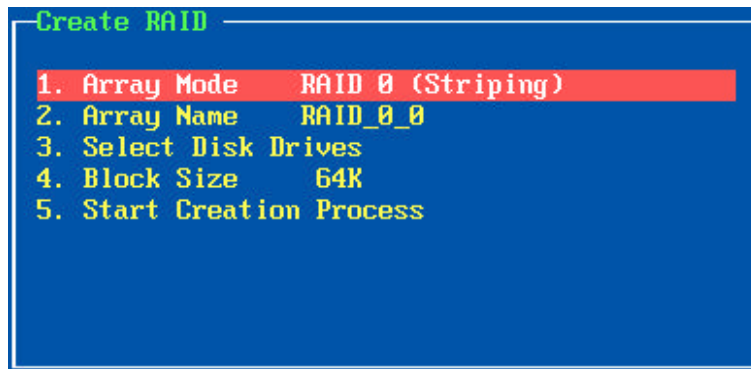 Create RAID
1. Array Mode RAID 0 (Striping)
2. Array Name RAID_0_0
3. Select Disk Drives
4. Block Size 64K
5. Start Creation Process